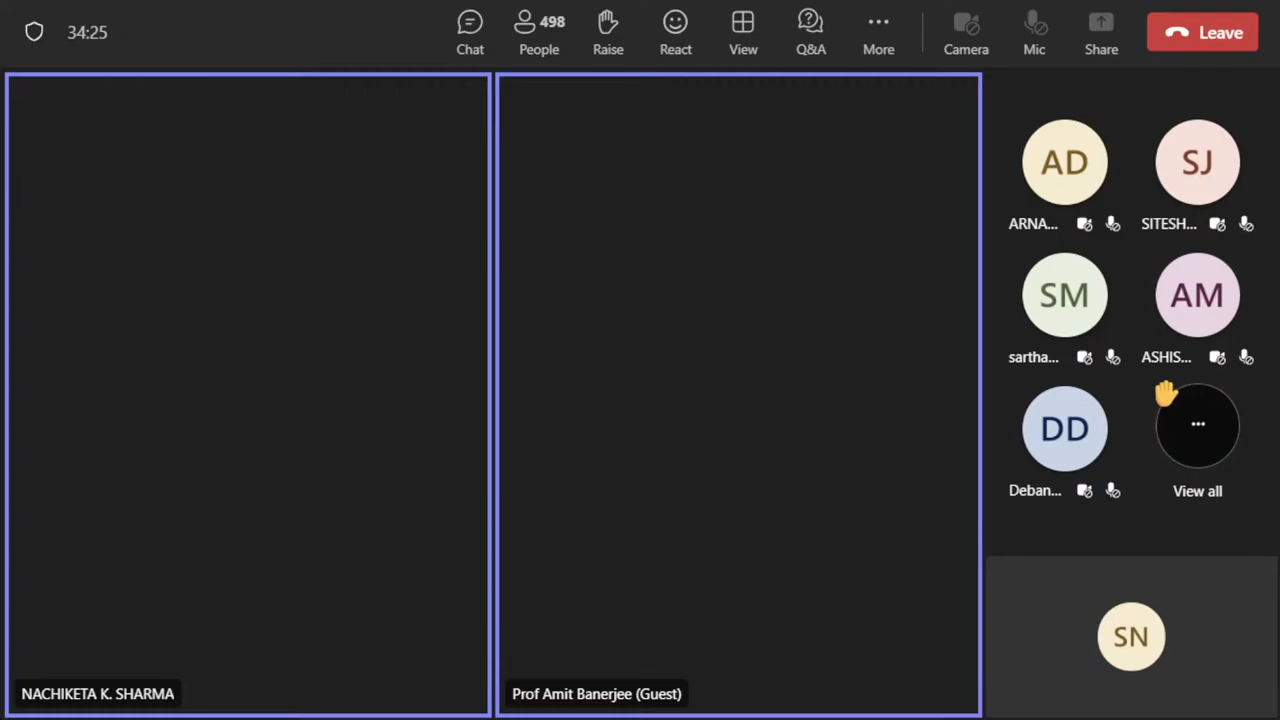 34:25
Chat
498
People
Raise
React
View
Q&A
More
Camera
Mic
Share
Leave
AD
SJ
ARNA...
SITESH...
SM
AM
sartha...
ASHIS...
DD
Deban...
View all
SN
NACHIKETA K. SHARMA
Prof Amit Banerjee (Guest)